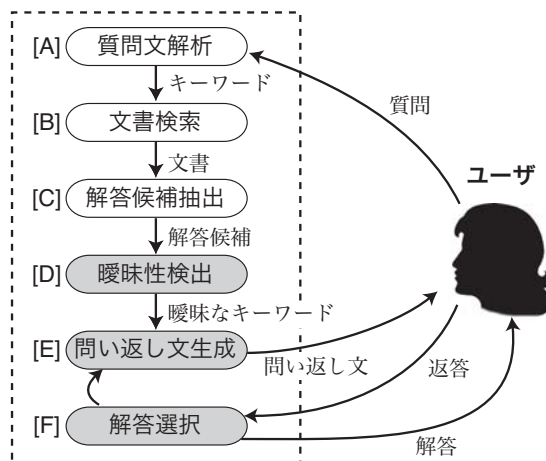 [A] 質問文解析
キーワード
質問
[B] 文書検索
文書
ユーザ
[C] 解答候補抽出
解答候補
[D] 曖昧性検出
曖昧なキーワード
[E] 問い返し文生成
問い返し文
返答
[F] 解答選択
解答